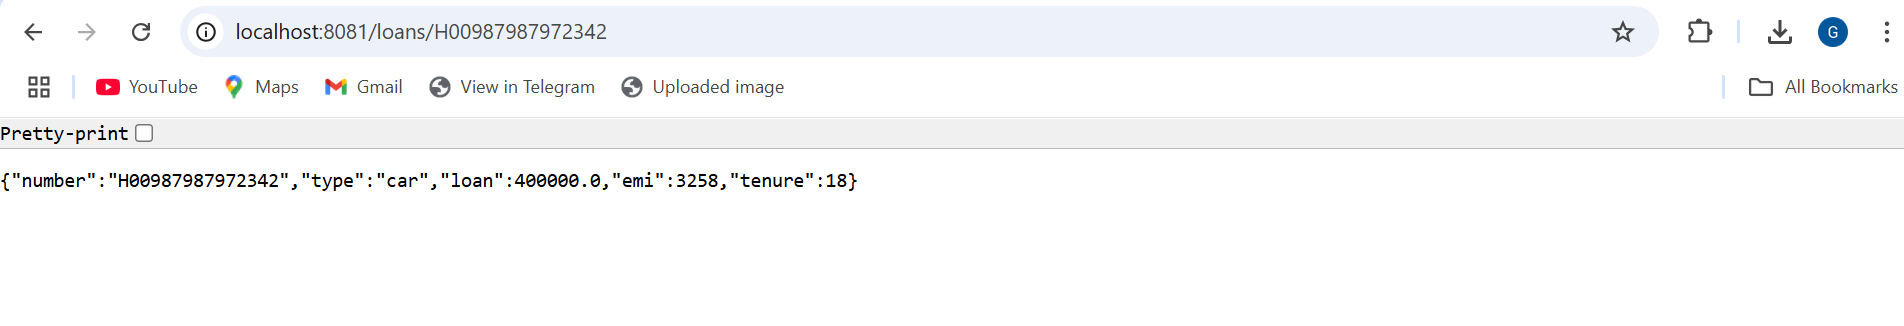 localhost:8081/loans/H00987987972342
G
YouTube Maps Gmail View in Telegram Uploaded image All Bookmarks
Pretty-print
{"number":"H00987987972342","type":"car","loan":400000.0,"emi":3258,"tenure":18}